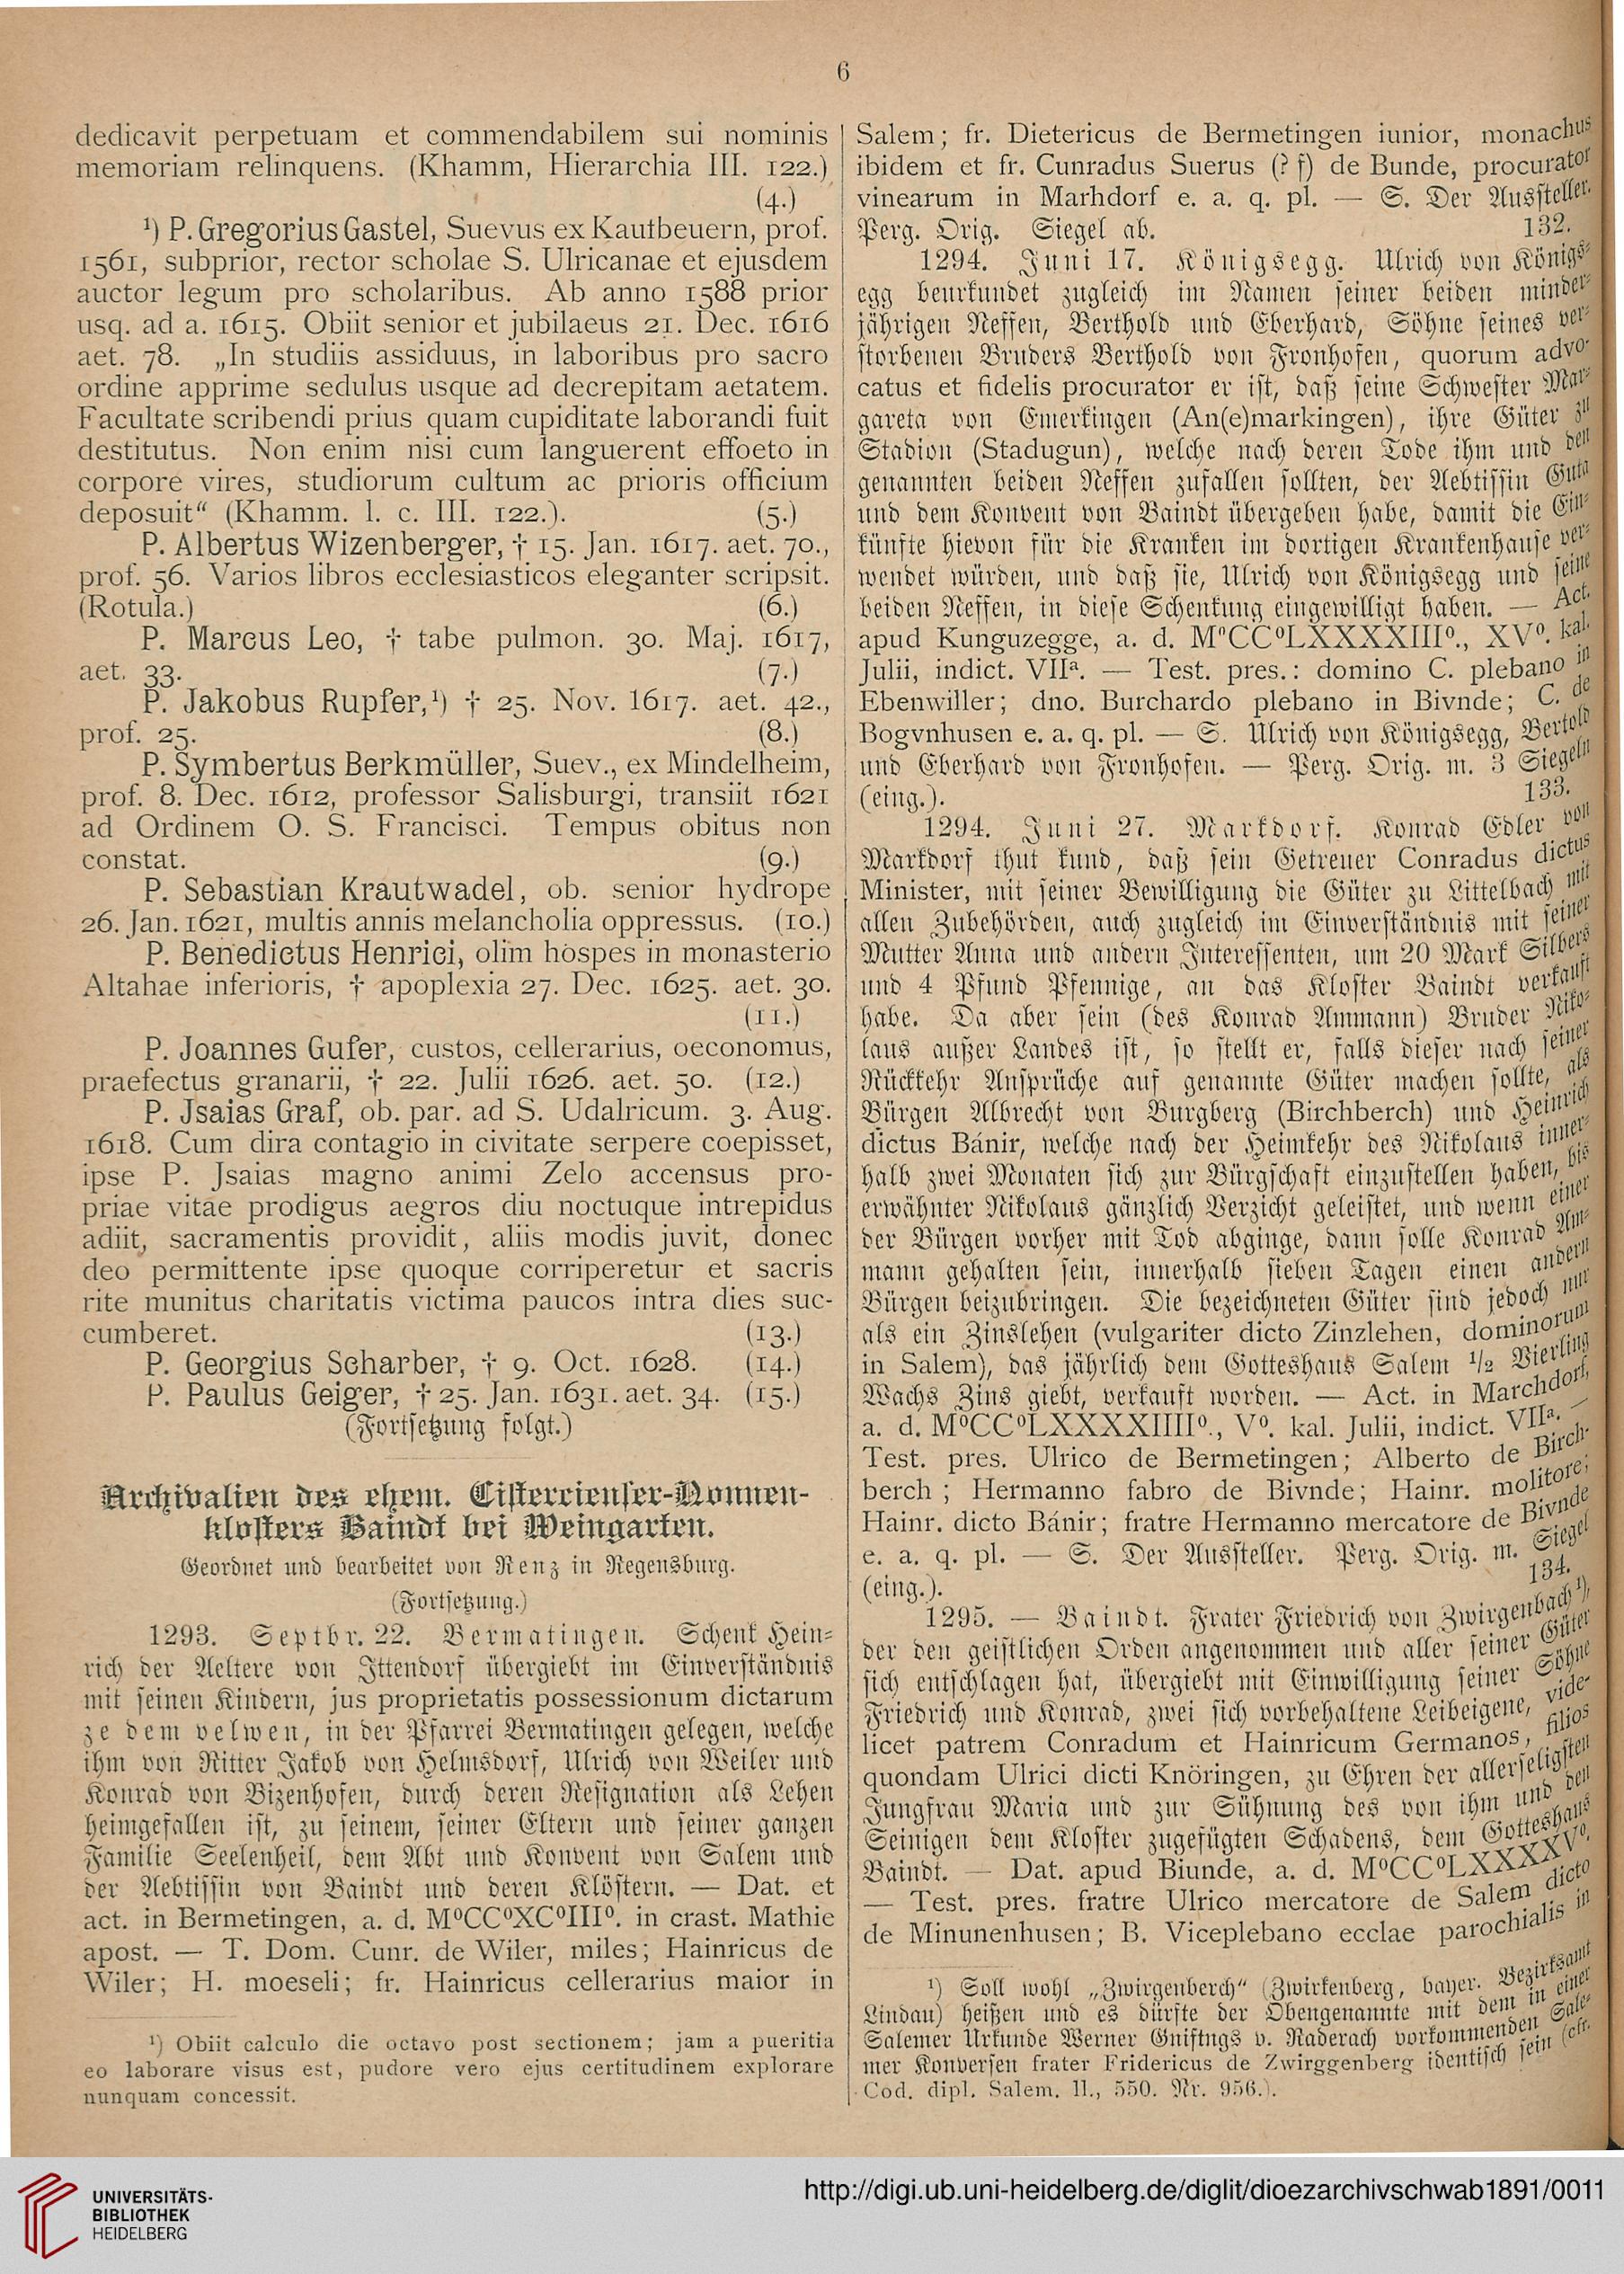 6
dedicavit perpetuam et commendabilem sui nominis
memoriam relinquens. (Khamm, Hierarchia III. 122.)
(4.)
¹) P. Gregorius Gastel, Suevus ex Kaufbeuern, prof.
1561, subprior, rector scholae S. Ulricanae et ejusdem
auctor legum pro scholaribus. Ab anno 1588 prior
usq. ad a. 1615. Obiit senior et jubilaeus 21. Dec. 1616
aet. 78. „In studiis assiduus, in laboribus pro sacro
ordine apprime sedulus usque ad decrepitam aetatem.
Facultate scribendi prius quam cupiditate laborandi fuit
destitutus. Non enim nisi cum languerent effoeto in
corpore vires, studiorum cultum ac prioris officium
deposuit“ (Khamm. l. c. III. 122.). (5.)
P. Albertus Wizenberger, † 15. Jan. 1617. aet. 70.,
prof. 56. Varios libros ecclesiasticos eleganter scripsit.
(Rotula.) (6.)
P. Marcus Leo, † tabe pulmon. 30. Maj. 1617,
aet. 33. (7.)
P. Jakobus Rupfer,¹) † 25. Nov. 1617. aet. 42.,
prof. 25. (8.)
P. Symbertus Berkmüller, Suev., ex Mindelheim,
prof. 8. Dec. 1612, professor Salisburgi, transiit 1621
ad Ordinem O. S. Francisci. Tempus obitus non
constat. (9.)
P. Sebastian Krautwadel, ob. senior hydrope
26. Jan. 1621, multis annis melancholia oppressus. (10.)
P. Benedictus Henrici, olim hospes in monasterio
Altahae inferioris, † apoplexia 27. Dec. 1625. aet. 30.
(11.)
P. Joannes Gufer, custos, cellerarius, oeconomus,
praefectus granarii, † 22. Julii 1626. aet. 50. (12.)
P. Jsaias Graf, ob. par. ad S. Udalricum. 3. Aug.
1618. Cum dira contagio in civitate serpere coepisset,
ipse P. Jsaias magno animi Zelo accensus pro-
priae vitae prodigus aegros diu noctuque intrepidus
adiit, sacramentis providit, aliis modis juvit, donec
deo permittente ipse quoque corriperetur et sacris
rite munitus charitatis victima paucos intra dies suc-
cumberet. (13.)
P. Georgius Scharber, † 9. Oct. 1628. (14.)
P. Paulus Geiger, † 25. Jan. 1631. aet. 34. (15.)
(Fortsetzung folgt.)
Archivalien des ehem. Cistercienser-Nonnen-
klosters Baindt bei Weingarten.
Geordnet und bearbeitet von Renz in Regensburg.
(Fortsetzung.)
1293. Septbr. 22. Bermatingen. Schenk Hein-
rich der Aeltere von Ittendorf übergiebt im Einverständnis
mit seinen Kindern, jus proprietatis possessionum dictarum
ze dem velwen, in der Pfarrei Bermatingen gelegen, welche
ihm von Ritter Jakob von Helmsdorf, Ulrich von Weiler und
Konrad von Bizenhofen, durch deren Resignation als Lehen
heimgefallen ist, zu seinem, seiner Eltern und seiner ganzen
Familie Seelenheil, dem Abt und Konvent von Salem und
der Aebtissin von Baindt und deren Klöstern. — Dat. et
act. in Bermetingen, a. d. M⁰CC⁰XC⁰III⁰. in crast. Mathie
apost. — T. Dom. Cunr. de Wiler, miles; Hainricus de
Wiler; H. moeseli; fr. Hainricus cellerarius maior in
¹) Obiit calculo die octavo post sectionem; jam a pueritia
eo laborare visus est, pudore vero ejus certitudinem explorare
nunquam concessit.
Salem; fr. Dietericus de Bermetingen iunior, monachus
ibidem et fr. Cunradus Suerus (? f) de Bunde, procurator
vinearum in Marhdorf e. a. q. pl. — S. Der Aussteller.
Perg. Orig. Siegel ab. 132.
1294. Juni 17. Königsegg. Ulrich von Königs-
egg beurkundet zugleich im Namen seiner beiden minder-
jährigen Neffen, Berthold und Eberhard, Söhne seines ver-
storbenen Bruders Berthold von Fronhofen, quorum advo-
catus et fidelis procurator er ist, daß seine Schwester Mar-
gareta von Emerkingen (An(e)markingen), ihre Güter zu
Stadion (Stadugun), welche nach deren Tode ihm und den
genannten beiden Neffen zufallen sollten, der Aebtissin Guta
und dem Konvent von Baindt übergeben habe, damit die Ein-
künfte hievon für die Kranken im dortigen Krankenhause ver-
wendet würden, und daß sie, Ulrich von Königsegg und seine
beiden Neffen, in diese Schenkung eingewilligt haben. — Act.
apud Kunguzegge, a. d. M⁰CC⁰LXXXXIIII⁰., XV⁰. kal.
Julii, indict. VIIª. — Test. pres.: domino C. plebano in
Ebenwiller; dno. Burchardo plebano in Bivnde; C. de
Bogvnhusen e. a. q. pl. — S. Ulrich von Königsegg, Bertold
und Eberhard von Fronhofen. — Perg. Orig. m. 3 Siegeln
(eing.). 133.
1294. Juni 27. Markdorf. Konrad Edler von
Markdorf thut kund, daß sein Getreuer Conradus dictus
Minister, mit seiner Bewilligung die Güter zu Littelbach mit
allen Zubehörden, auch zugleich im Einverständnis mit seiner
Mutter Anna und andern Interessenten, um 20 Mark Silbers
und 4 Pfund Pfennige, an das Kloster Baindt verkauft
habe. Da aber sein (des Konrad Ammann) Bruder Niko-
laus außer Landes ist, so stellt er, falls dieser nach seiner
Rückkehr Ansprüche auf genannte Güter machen sollte, als
Bürgen Albrecht von Burgberg (Birchberch) und Heinrich
dictus Bánir, welche nach der Heimkehr des Nikolaus inner-
halb zwei Monaten sich zur Bürgschaft einzustellen haben, bis
erwähnter Nikolaus gänzlich Verzicht geleistet, und wenn einer
der Bürgen vorher mit Tod abginge, dann solle Konrad Am-
mann gehalten sein, innerhalb sieben Tagen einen andern
Bürgen beizubringen. Die bezeichneten Güter sind jedoch nur
als ein Zinslehen (vulgariter dicto Zinzlehen, dominorum
in Salem), das jährlich dem Gotteshaus Salem ½ Vierling
Wachs Zins giebt, verkauft worden. — Act. in Marchdorf,
a. d. M⁰CC⁰LXXXXIIII⁰., V⁰. kal. Julii, indict. VIIª. —
Test. pres. Ulrico de Bermetingen; Alberto de Birch-
berch ; Hermanno fabro de Bivnde; Hainr. molitore;
Hainr. dicto Bánir; fratre Hermanno mercatore de Bivnde
e. a. q. pl. — S. Der Aussteller. Perg. Orig. m. Siegel
(eing.). 134.
1295. — Baindt. Frater Friedrich von Zwirgenbach¹),
der den geistlichen Orden angenommen und aller seiner Güter
sich entschlagen hat, übergiebt mit Einwilligung seiner Söhne
Friedrich und Konrad, zwei sich vorbehaltene Leibeigene, vide-
licet patrem Conradum et Hainricum Germanos, filios
quondam Ulrici dicti Knöringen, zu Ehren der allerseligsten
Jungfrau Maria und zur Sühnung des von ihm und den
Seinigen dem Kloster zugefügten Schadens, dem Gotteshaus
Baindt. — Dat. apud Biunde, a. d. M⁰CC⁰LXXXXV⁰.
— Test. pres. fratre Ulrico mercatore de Salem dicto
de Minunenhusen; B. Viceplebano ecclae parochialis in
¹) Soll wohl „Zwirgenberch“ (Zwirkenberg, bayer. Bezirksamt
Lindau) heißen und es dürfte der Obengenannte mit dem in einer
Salemer Urkunde Werner Gniftngs v. Raderach vorkommenden Sale-
mer Konversen frater Fridericus de Zwirggenberg identisch sein (cfr.
Cod. dipl. Salem. II., 550. Nr. 956.).
UNIVERSITÄTS-
BIBLIOTHEK
HEIDELBERG
http://digi.ub.uni-heidelberg.de/diglit/dioezarchivschwab1891/0011